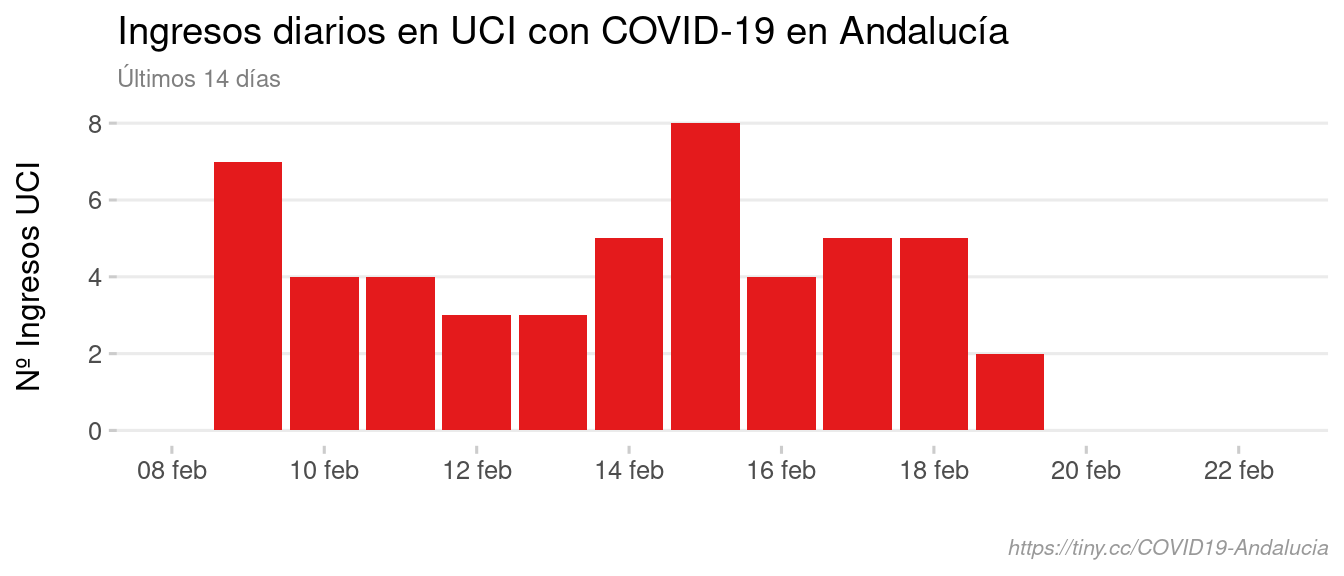 Ingresos diarios en UCI con COVID-19 en Andalucía
Últimos 14 días
Nº Ingresos UCI
8
6
4
2
0
08 feb
10 feb
12 feb
14 feb
16 feb
18 feb
20 feb
22 feb
https://tiny.cc/COVID19-Andalucia